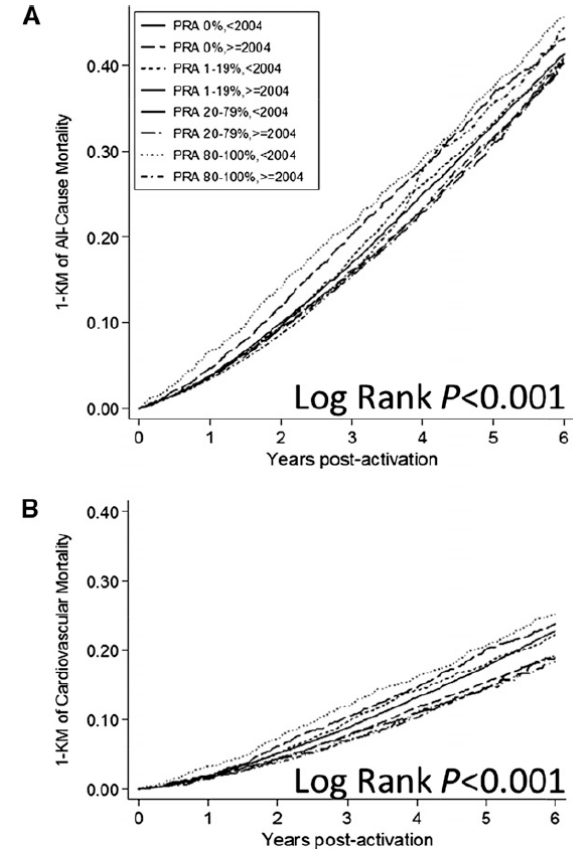 A
PRA 0%,<2004
PRA 0%,>=2004
PRA 1-19%,<2004
PRA 1-19%,>=2004
PRA 20-79%,<2004
PRA 20-79%,>=2004
PRA 80-100%,<2004
PRA 80-100%,>=2004
1-KM of All-Cause Mortality
0.40
0.30
0.20
0.10
0.00
Log Rank P<0.001
0 1 2 3 4 5 6
Years post-activation
B
1-KM of Cardiovascular Mortality
0.40
0.30
0.20
0.10
0.00
Log Rank P<0.001
0 1 2 3 4 5 6
Years post-activation